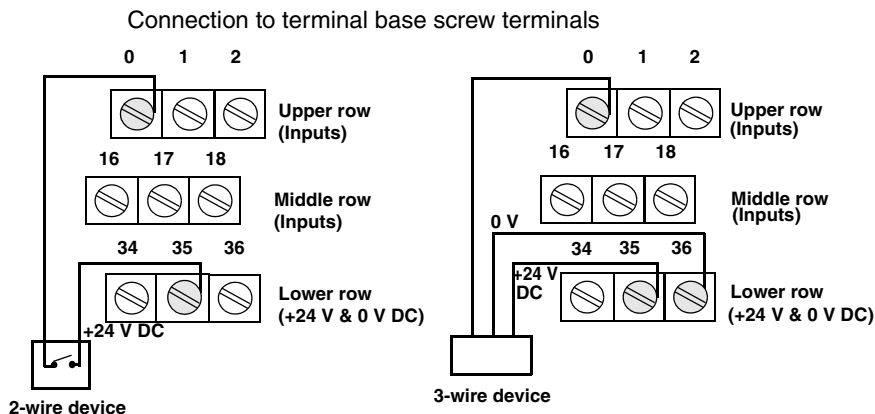 Connection to terminal base screw terminals
0 1 2
Upper row
(Inputs)
16 17 18
Middle row
(Inputs)
34 35 36
Lower row
(+24 V & 0 V DC)
+24 V DC
2-wire device
0 1 2
Upper row
(Inputs)
16 17 18
Middle row
(Inputs)
0 V
34 35 36
+24 V
DC
Lower row
(+24 V & 0 V DC)
3-wire device